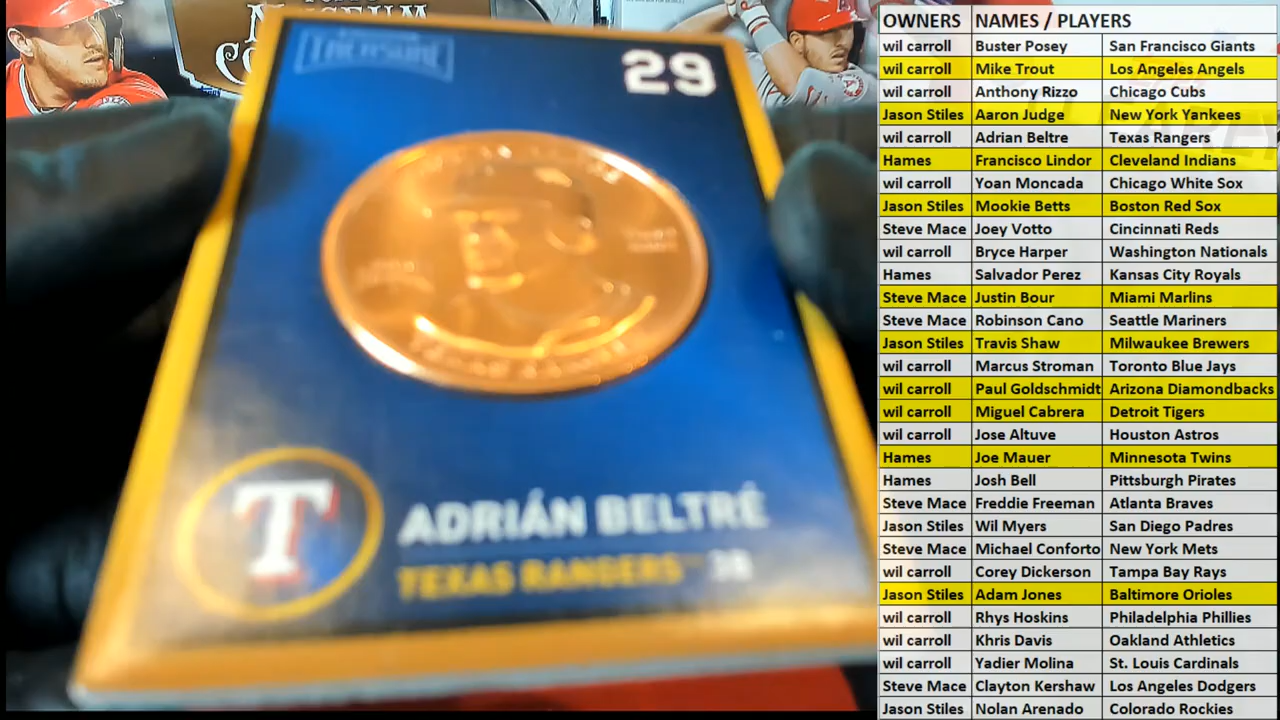 TREASURE
29
T
ADRIÁN BELTRÉ
TEXAS RANGERS™ 3B
OWNERS NAMES / PLAYERS
wil carroll Buster Posey San Francisco Giants
wil carroll Mike Trout Los Angeles Angels
wil carroll Anthony Rizzo Chicago Cubs
Jason Stiles Aaron Judge New York Yankees
wil carroll Adrian Beltre Texas Rangers
Hames Francisco Lindor Cleveland Indians
wil carroll Yoan Moncada Chicago White Sox
Jason Stiles Mookie Betts Boston Red Sox
Steve Mace Joey Votto Cincinnati Reds
wil carroll Bryce Harper Washington Nationals
Hames Salvador Perez Kansas City Royals
Steve Mace Justin Bour Miami Marlins
Steve Mace Robinson Cano Seattle Mariners
Jason Stiles Travis Shaw Milwaukee Brewers
wil carroll Marcus Stroman Toronto Blue Jays
wil carroll Paul Goldschmidt Arizona Diamondbacks
wil carroll Miguel Cabrera Detroit Tigers
wil carroll Jose Altuve Houston Astros
Hames Joe Mauer Minnesota Twins
Hames Josh Bell Pittsburgh Pirates
Steve Mace Freddie Freeman Atlanta Braves
Jason Stiles Wil Myers San Diego Padres
Steve Mace Michael Conforto New York Mets
wil carroll Corey Dickerson Tampa Bay Rays
Jason Stiles Adam Jones Baltimore Orioles
wil carroll Rhys Hoskins Philadelphia Phillies
wil carroll Khris Davis Oakland Athletics
wil carroll Yadier Molina St. Louis Cardinals
Steve Mace Clayton Kershaw Los Angeles Dodgers
Jason Stiles Nolan Arenado Colorado Rockies